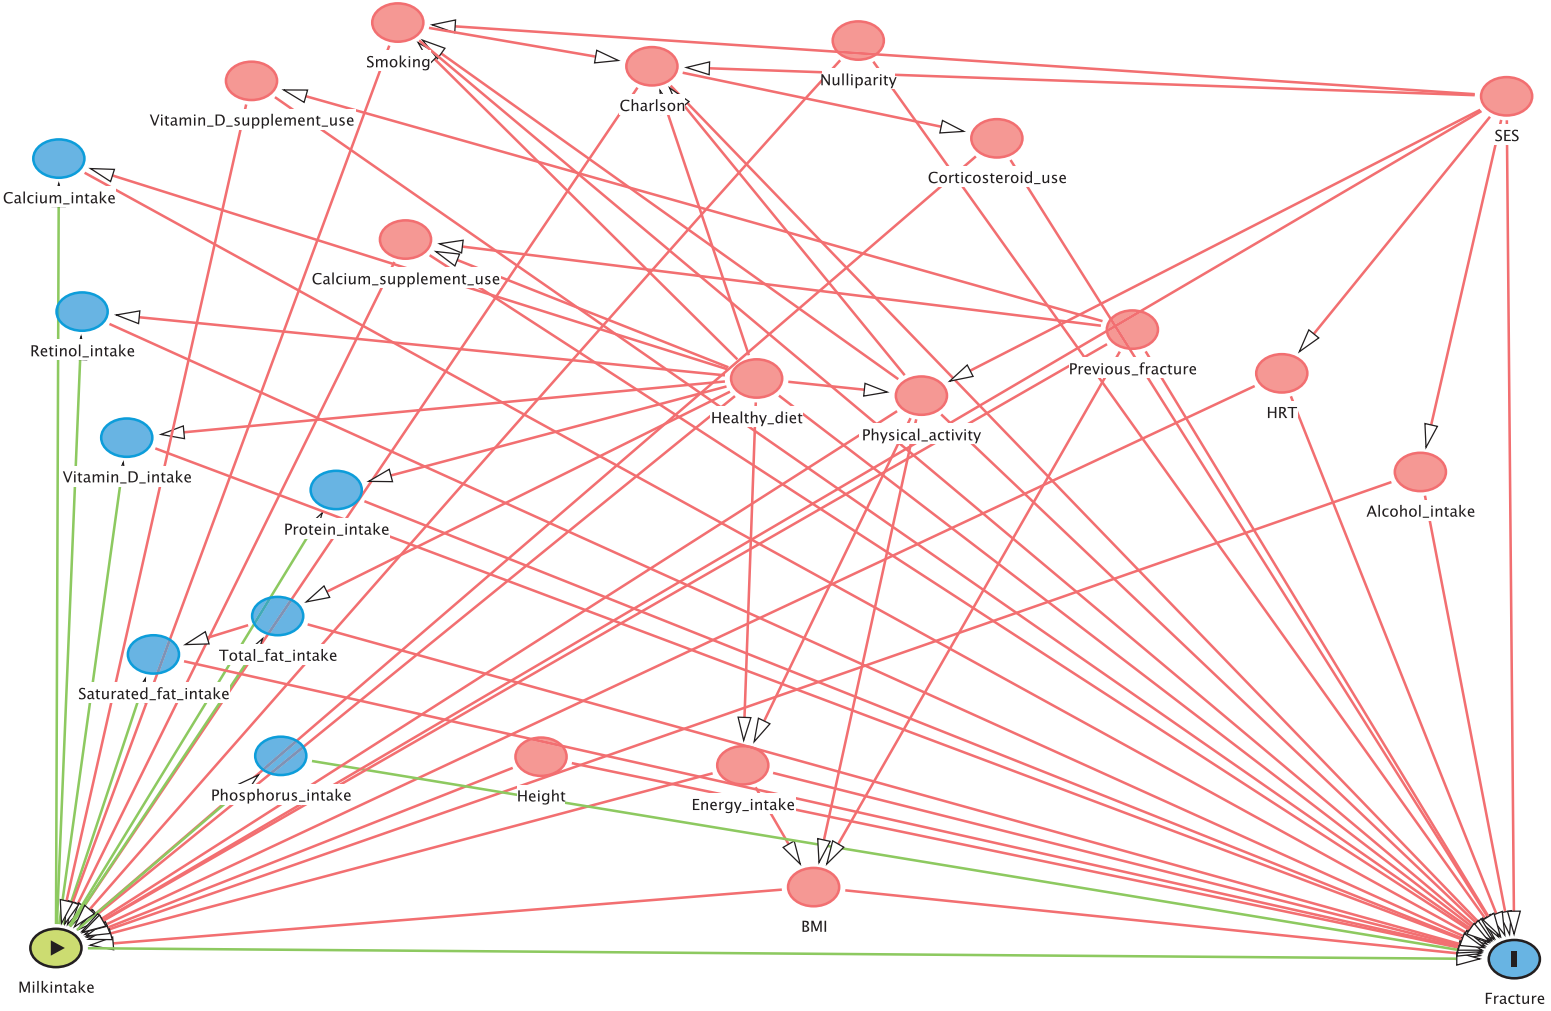 Smoking
Nulliparity
Charlson
Vitamin_D_supplement_use
SES
Corticosteroid_use
Calcium_intake
Calcium_supplement_use
Retinol_intake
Previous_fracture
HRT
Healthy_diet
Physical_activity
Vitamin_D_intake
Alcohol_intake
Protein_intake
Total_fat_intake
Saturated_fat_intake
Phosphorus_intake
Height
Energy_intake
BMI
Milkintake
Fracture